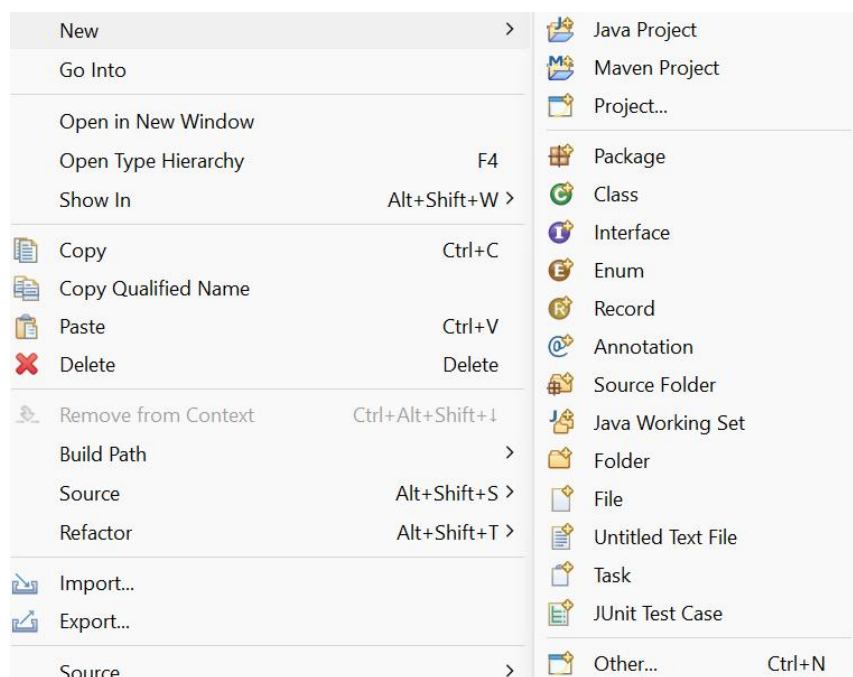 New
Go Into
Open in New Window
Open Type Hierarchy F4
Show In Alt+Shift+W
Copy Ctrl+C
Copy Qualified Name
Paste Ctrl+V
Delete Delete
Remove from Context Ctrl+Alt+Shift+↓
Build Path
Source Alt+Shift+S
Refactor Alt+Shift+T
Import...
Export...
Source
Java Project
Maven Project
Project...
Package
Class
Interface
Enum
Record
Annotation
Source Folder
Java Working Set
Folder
File
Untitled Text File
Task
JUnit Test Case
Other... Ctrl+N